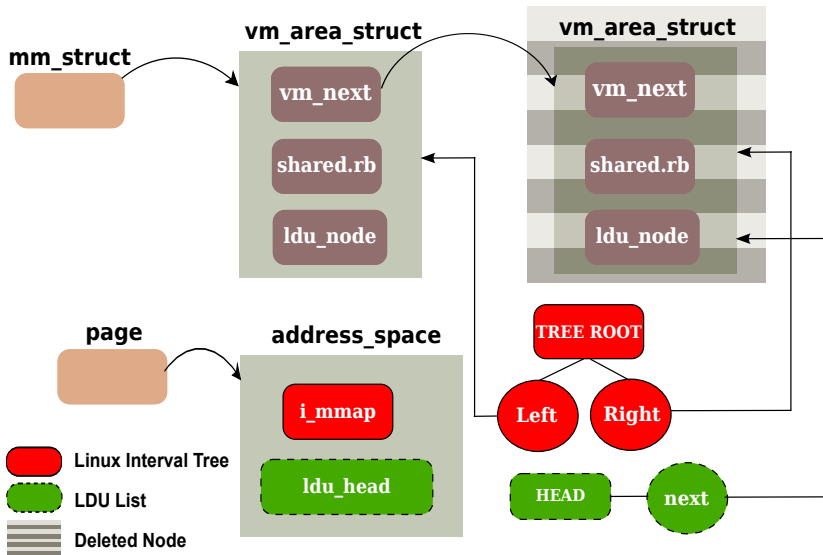 mm_struct
vm_area_struct
vm_next
shared.rb
ldu_node
vm_area_struct
vm_next
shared.rb
ldu_node
page
address_space
i_mmap
ldu_head
TREE ROOT
Left
Right
HEAD
next
Linux Interval Tree
LDU List
Deleted Node